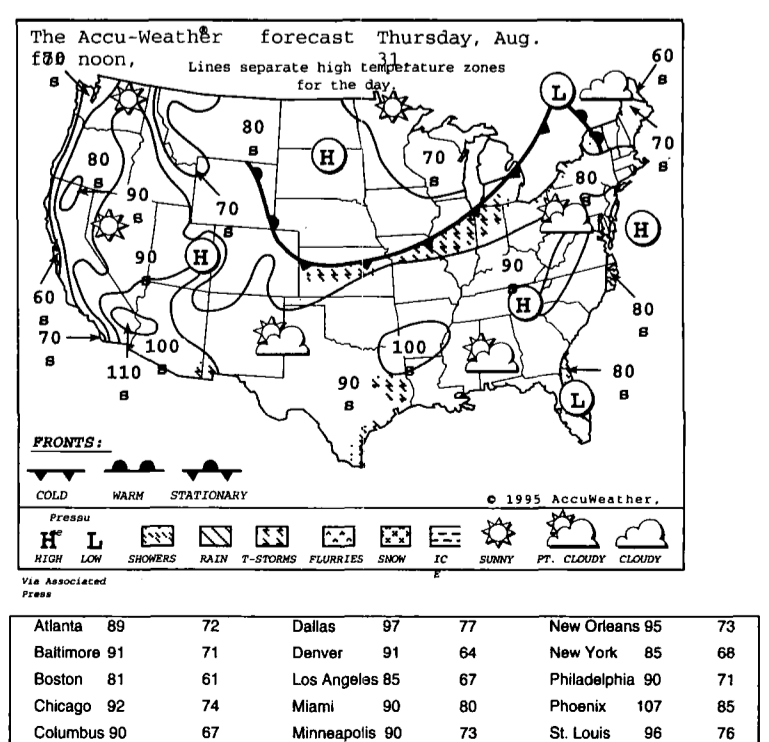 The Accu-Weather® forecast Thursday, Aug.
for noon, 31.
Lines separate high temperature zones
for the day.
70
s
60
s
80
s
70
s
70
s
80
s
80
s
90
s
70
s
90
s
90
s
60
s
80
s
70
s
100
s
100
s
110
s
90
s
80
s
H
H
H
H
L
L
FRONTS:
COLD WARM STATIONARY
© 1995 AccuWeather,
Pressu
re
H L
HIGH LOW SHOWERS RAIN T-STORMS FLURRIES SNOW IC SUNNY PT. CLOUDY CLOUDY
E
Via Associated
Press
Atlanta 89 72 Dallas 97 77 New Orleans 95 73
Baltimore 91 71 Denver 91 64 New York 85 68
Boston 81 61 Los Angeles 85 67 Philadelphia 90 71
Chicago 92 74 Miami 90 80 Phoenix 107 85
Columbus 90 67 Minneapolis 90 73 St. Louis 96 76